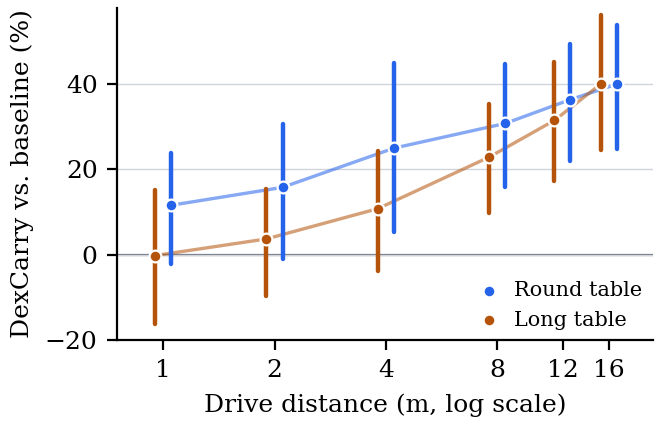 DexCarry vs. baseline (%)
40
20
0
−20
1 2 4 8 12 16
Drive distance (m, log scale)
Round table
Long table